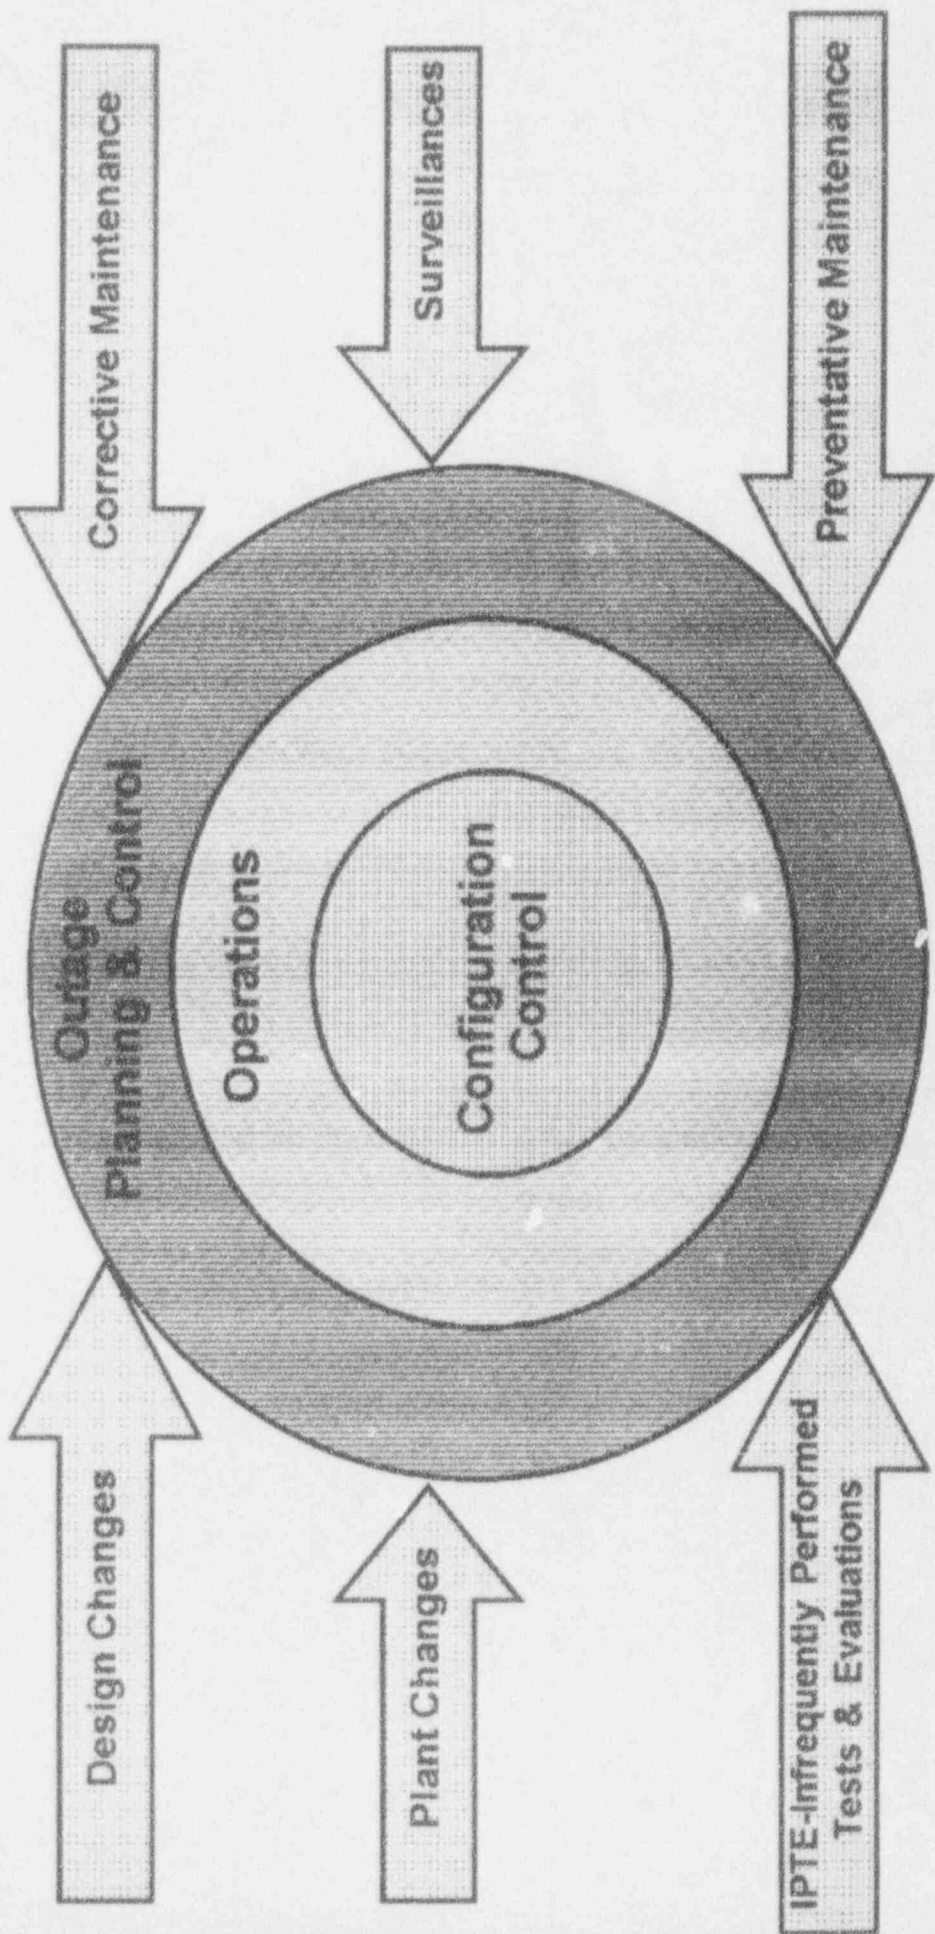 Design Changes
Plant Changes
IPTE-Infrequently Performed
Tests & Evaluations
Outage
Planning & Control
Operations
Configuration
Control
Corrective Maintenance
Surveillances
Preventative Maintenance